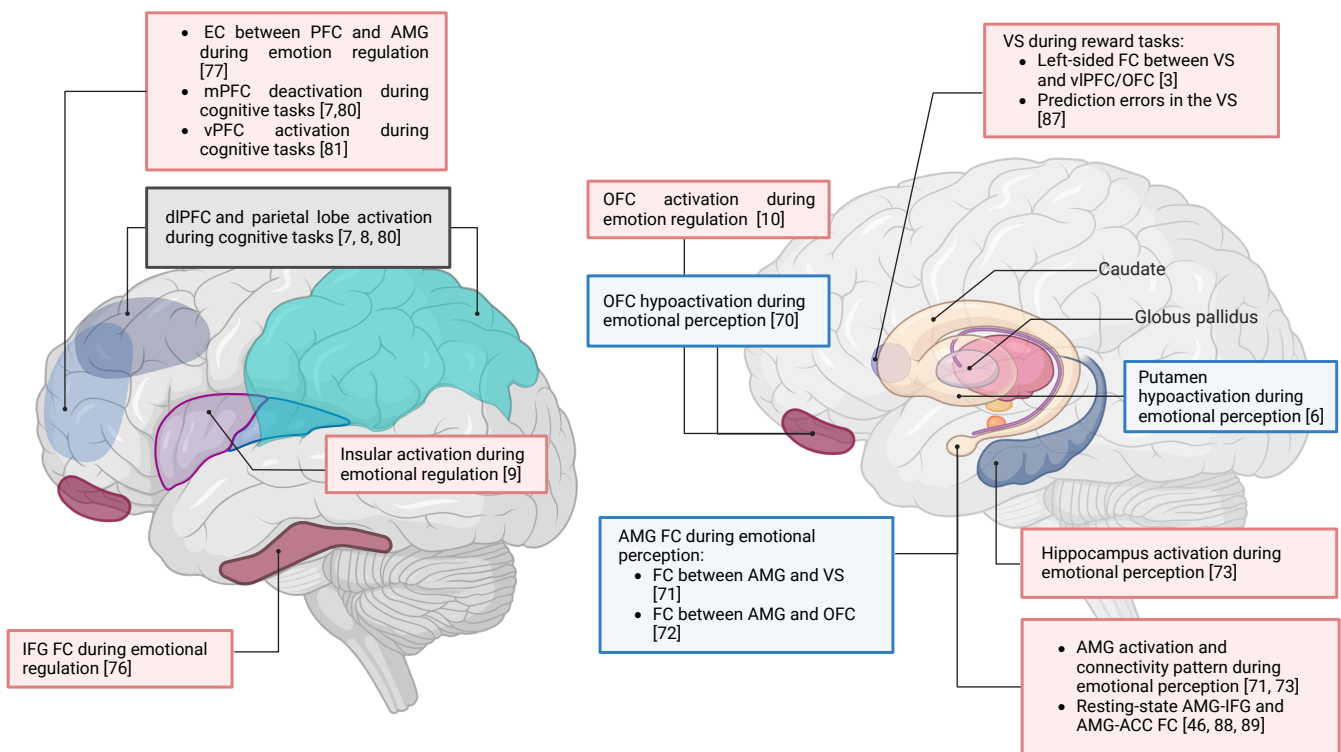 • EC between PFC and AMG
during emotion regulation
[77]
• mPFC deactivation during
cognitive tasks [7,80]
• vPFC activation during
cognitive tasks [81]
dlPFC and parietal lobe activation
during cognitive tasks [7, 8, 80]
Insular activation during
emotional regulation [9]
IFG FC during emotional
regulation [76]
VS during reward tasks:
• Left-sided FC between VS
and vlPFC/OFC [3]
• Prediction errors in the VS
[87]
OFC activation during
emotion regulation [10]
OFC hypoactivation during
emotional perception [70]
Caudate
Globus pallidus
Putamen
hypoactivation during
emotional perception [6]
AMG FC during emotional
perception:
• FC between AMG and VS
[71]
• FC between AMG and OFC
[72]
Hippocampus activation during
emotional perception [73]
• AMG activation and
connectivity pattern during
emotional perception [71, 73]
• Resting-state AMG-IFG and
AMG-ACC FC [46, 88, 89]